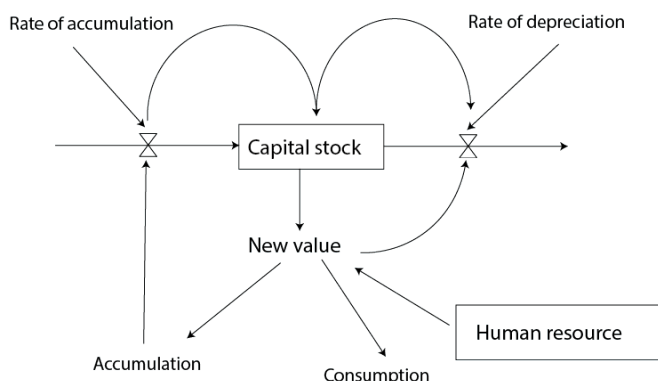 Rate of accumulation
Rate of depreciation
Capital stock
New value
Human resource
Accumulation
Consumption